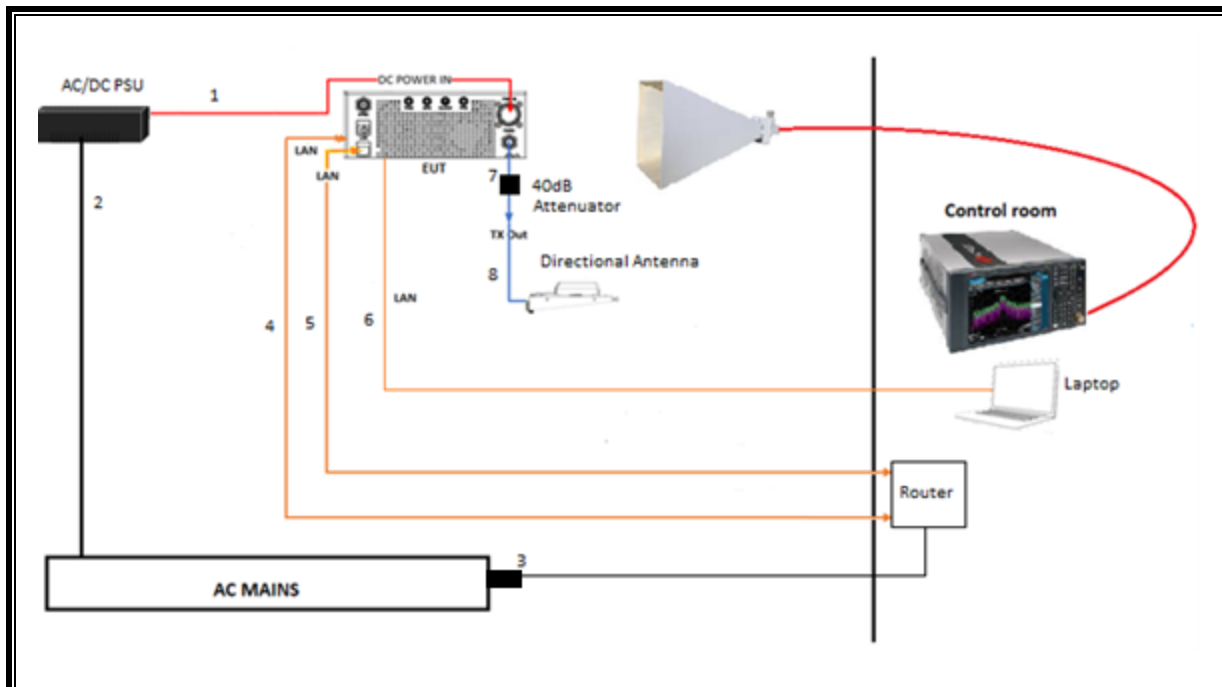 AC/DC PSU
1
DC POWER IN
LAN
LAN
EUT
7
40dB
Attenuator
TX Out
2
Directional Antenna
8
LAN
4
5
6
Control room
Laptop
Router
3
AC MAINS